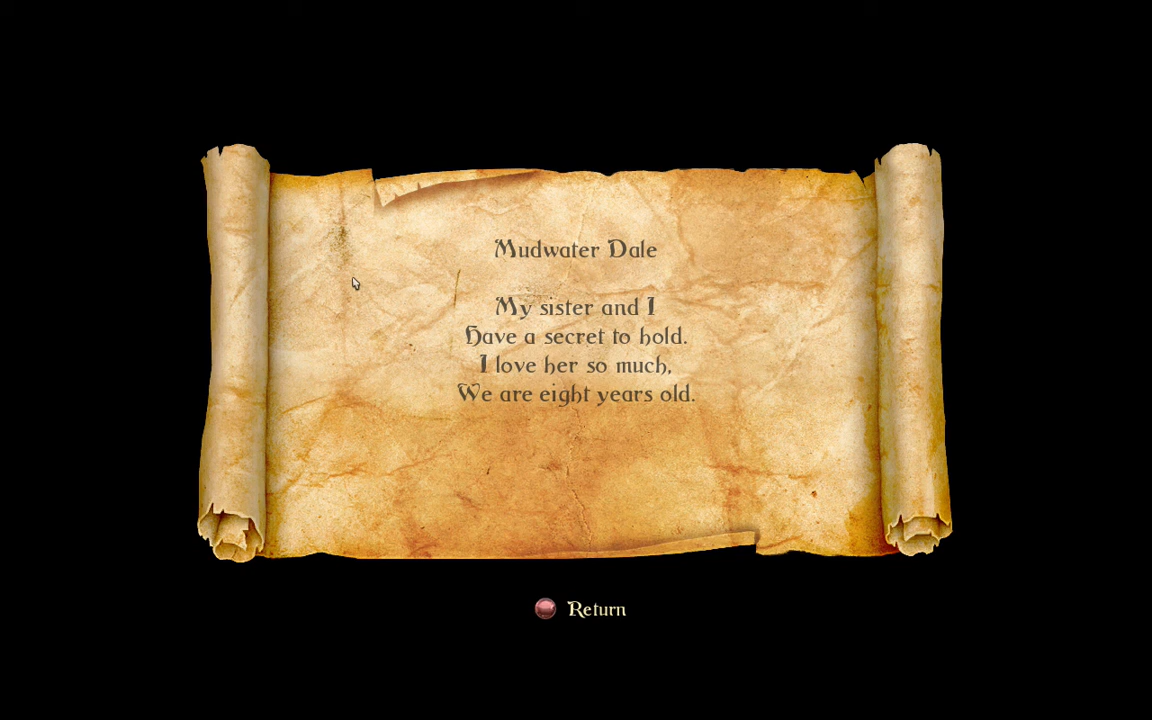 Mudwater Dale
My sister and I
Have a secret to hold.
I love her so much,
We are eight years old.
Return